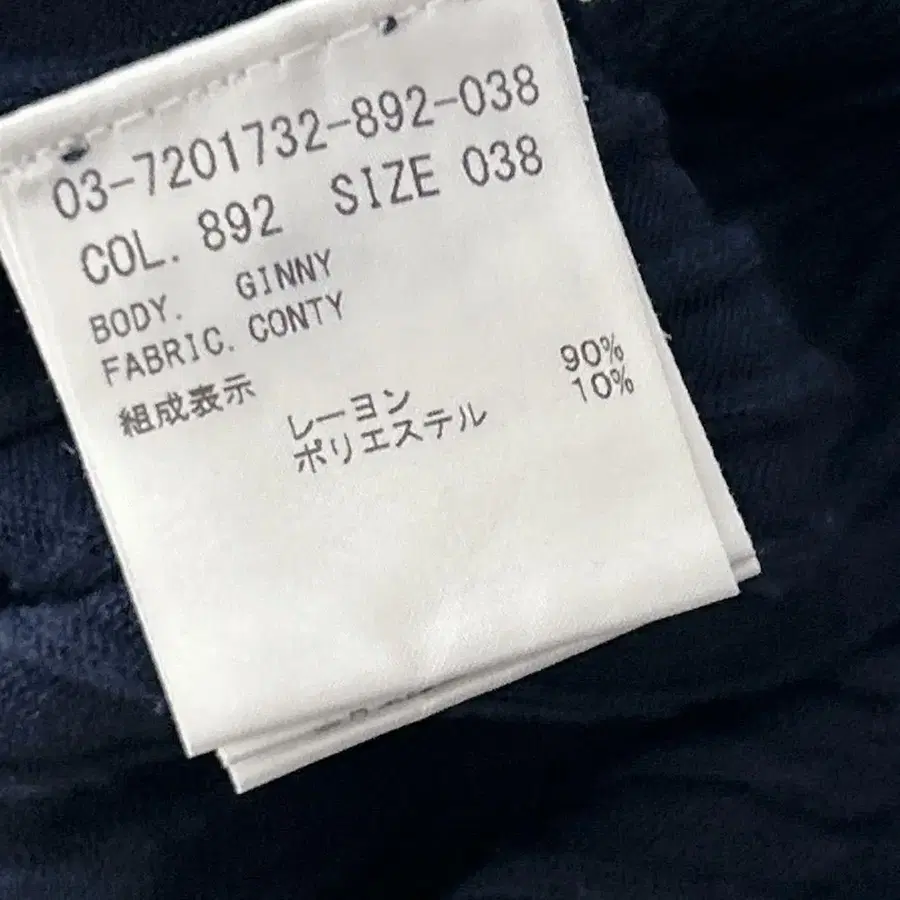 03-7201732-892-038
COL. 892 SIZE 038
BODY. GINNY
FABRIC. CONTY
組成表示
レーヨン 90%
ポリエステル 10%